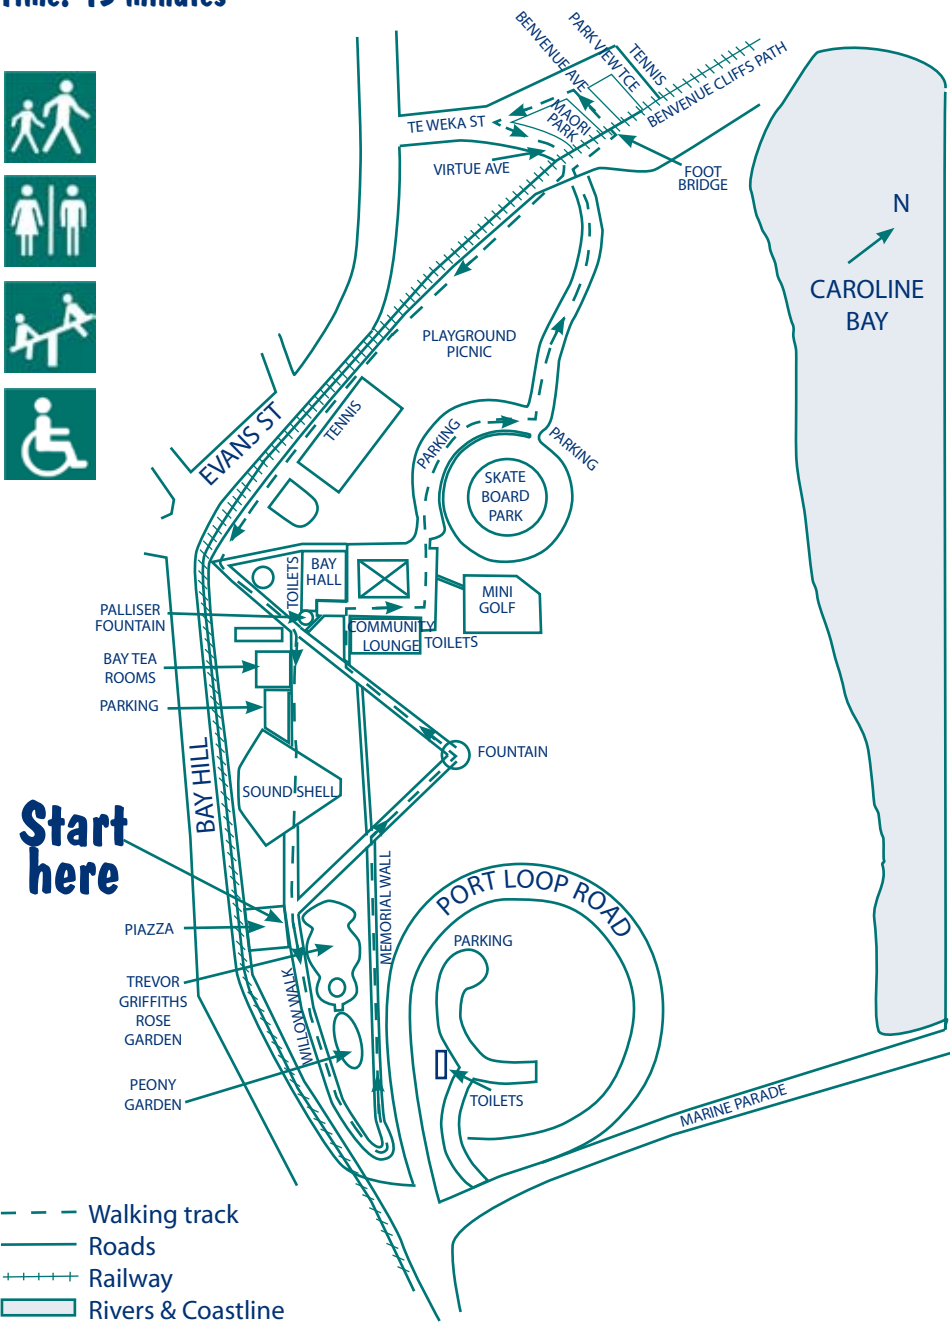 Time: 45 minutes
BENVENUE AVE
PARK VIEW TCE
TENNIS
BENVENUE CLIFFS PATH
MAORI
PARK
TE WEKA ST
VIRTUE AVE
FOOT
BRIDGE
N
CAROLINE
BAY
PLAYGROUND
PICNIC
EVANS ST
TENNIS
PARKING
PARKING
SKATE
BOARD
PARK
TOILETS
BAY
HALL
MINI
GOLF
PALLISER
FOUNTAIN
COMMUNITY
LOUNGE
TOILETS
BAY TEA
ROOMS
PARKING
BAY HILL
FOUNTAIN
SOUND SHELL
Start
here
PIAZZA
MEMORIAL WALL
PORT LOOP ROAD
PARKING
TREVOR
GRIFFITHS
ROSE
GARDEN
WILLOW WALK
PEONY
GARDEN
TOILETS
MARINE PARADE
Walking track
Roads
Railway
Rivers & Coastline